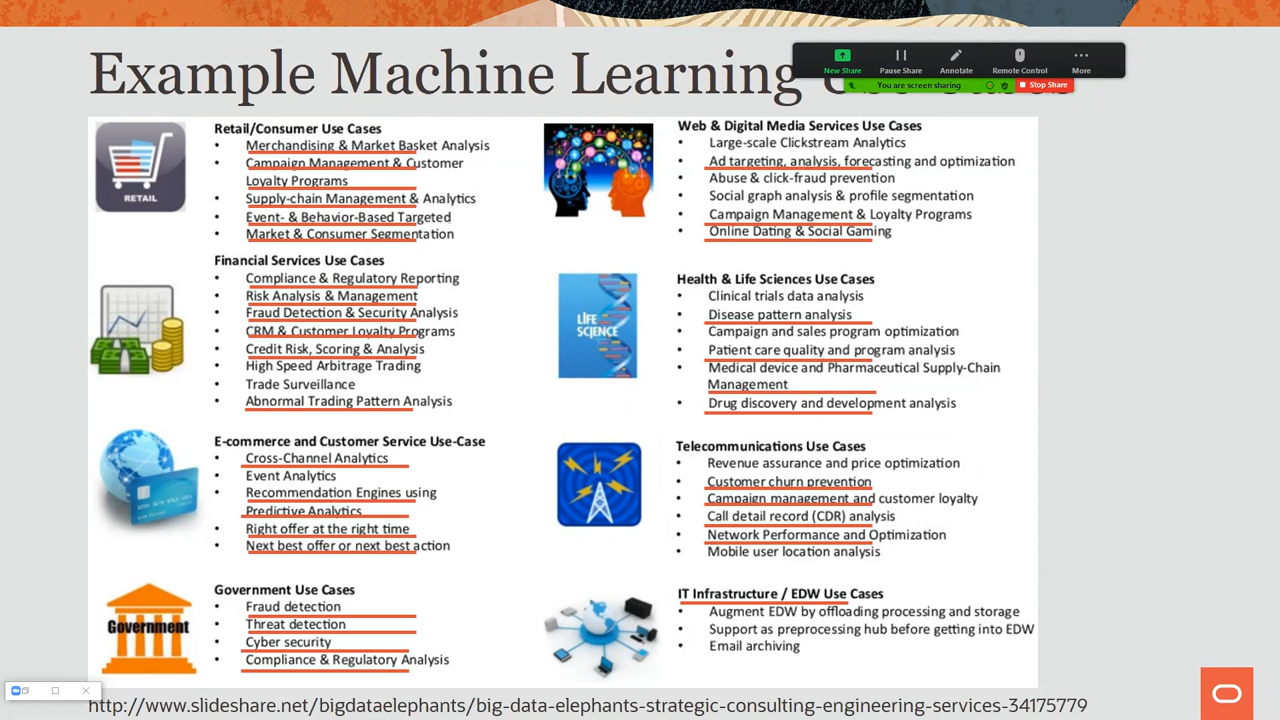 Example Machine Learning
New Share
Pause Share
Annotate
Remote Control
More
You are screen sharing
Stop Share
RETAIL
Retail/Consumer Use Cases
• Merchandising & Market Basket Analysis
• Campaign Management & Customer
Loyalty Programs
• Supply-chain Management & Analytics
• Event- & Behavior-Based Targeted
• Market & Consumer Segmentation
Financial Services Use Cases
• Compliance & Regulatory Reporting
• Risk Analysis & Management
• Fraud Detection & Security Analysis
• CRM & Customer Loyalty Programs
• Credit Risk, Scoring & Analysis
• High Speed Arbitrage Trading
• Trade Surveillance
• Abnormal Trading Pattern Analysis
E-commerce and Customer Service Use-Case
• Cross-Channel Analytics
• Event Analytics
• Recommendation Engines using
• Predictive Analytics
• Right offer at the right time
• Next best offer or next best action
Government
Government Use Cases
• Fraud detection
• Threat detection
• Cyber security
• Compliance & Regulatory Analysis
Web & Digital Media Services Use Cases
• Large-scale Clickstream Analytics
• Ad targeting, analysis, forecasting and optimization
• Abuse & click-fraud prevention
• Social graph analysis & profile segmentation
• Campaign Management & Loyalty Programs
• Online Dating & Social Gaming
LIFE
SCIENCE
Health & Life Sciences Use Cases
• Clinical trials data analysis
• Disease pattern analysis
• Campaign and sales program optimization
• Patient care quality and program analysis
• Medical device and Pharmaceutical Supply-Chain
Management
• Drug discovery and development analysis
Telecommunications Use Cases
• Revenue assurance and price optimization
• Customer churn prevention
• Campaign management and customer loyalty
• Call detail record (CDR) analysis
• Network Performance and Optimization
• Mobile user location analysis
IT Infrastructure / EDW Use Cases
• Augment EDW by offloading processing and storage
• Support as preprocessing hub before getting into EDW
• Email archiving
http://www.slideshare.net/bigdataelephants/big-data-elephants-strategic-consulting-engineering-services-34175779